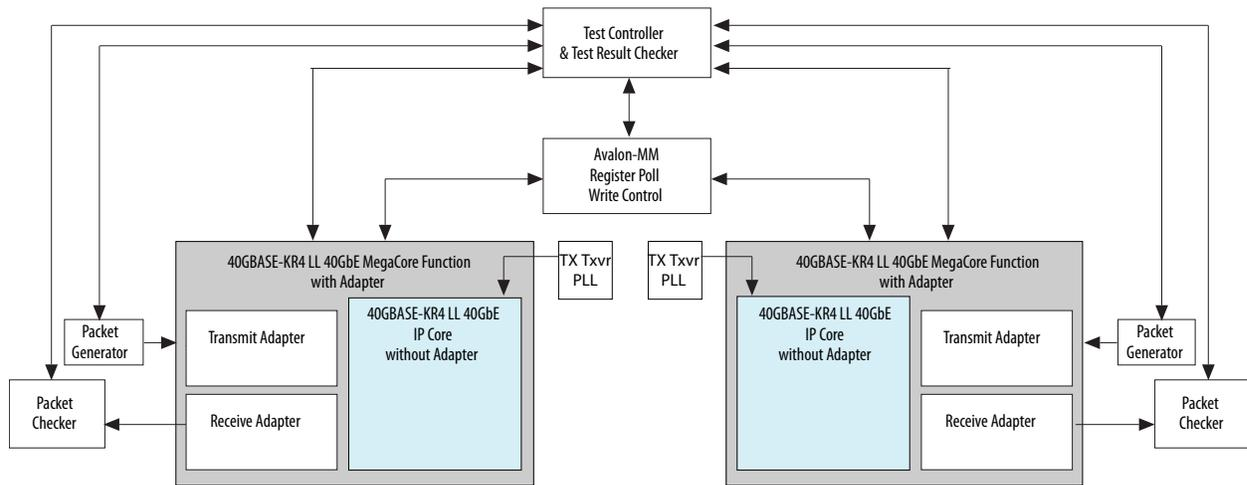 Test Controller
& Test Result Checker
Avalon-MM
Register Poll
Write Control
40GBASE-KR4 LL 40GbE MegaCore Function
with Adapter
TX Txvr
PLL
TX Txvr
PLL
40GBASE-KR4 LL 40GbE MegaCore Function
with Adapter
Packet
Generator
Transmit Adapter
40GBASE-KR4 LL 40GbE
IP Core
without Adapter
40GBASE-KR4 LL 40GbE
IP Core
without Adapter
Transmit Adapter
Packet
Generator
Packet
Checker
Receive Adapter
Receive Adapter
Packet
Checker